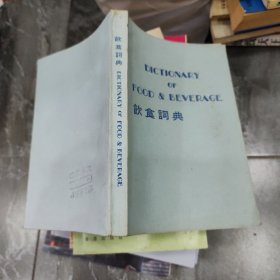 飲食詞典 DICTIONARY OF FOOD & BEVERAGE
DICTIONARY
OF
FOOD & BEVERAGE
飲食詞典